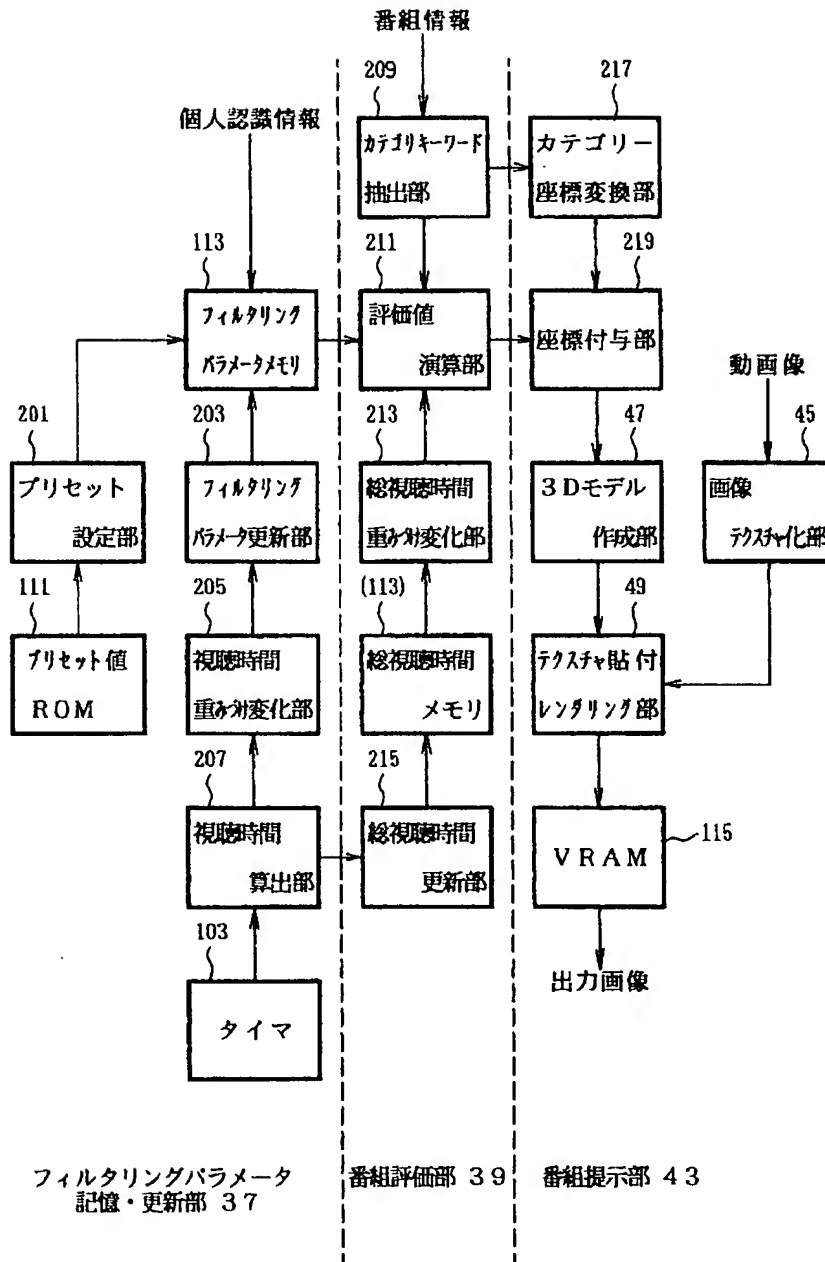 番組情報
209
217
個人認識情報
カテゴリキーワード
抽出部
カテゴリー
座標変換部
113
211
219
フィルタリング
パラメータメモリ
評価値
演算部
座標付与部
動画像
201
203
213
47
45
プリセット
設定部
フィルタリング
パラメータ更新部
総視聴時間
重みづけ変化部
3Dモデル
作成部
画像
テクスチャ化部
111
205
(113)
49
プリセット値
ROM
視聴時間
重みづけ変化部
総視聴時間
メモリ
テクスチャ貼付
レンダリング部
207
215
視聴時間
算出部
総視聴時間
更新部
VRAM
115
103
出力画像
タイマ
フィルタリングパラメータ
記憶・更新部 37
番組評価部 39
番組提示部 43